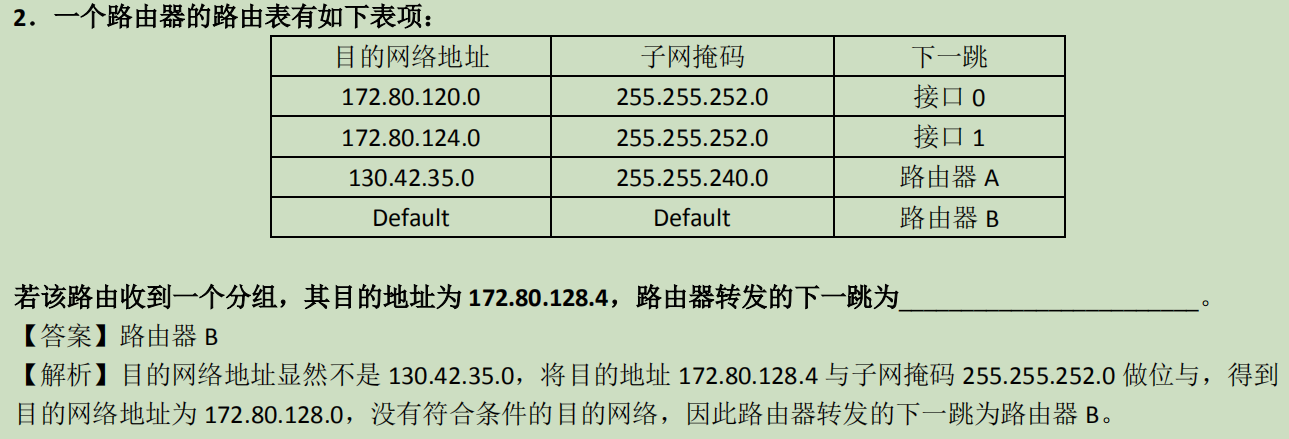 2．一个路由器的路由表有如下表项：
目的网络地址 子网掩码 下一跳
172.80.120.0 255.255.252.0 接口 0
172.80.124.0 255.255.252.0 接口 1
130.42.35.0 255.255.240.0 路由器 A
Default Default 路由器 B
若该路由收到一个分组，其目的地址为 172.80.128.4，路由器转发的下一跳为________________________。
【答案】路由器 B
【解析】目的网络地址显然不是 130.42.35.0，将目的地址 172.80.128.4 与子网掩码 255.255.252.0 做位与，得到
目的网络地址为 172.80.128.0，没有符合条件的目的网络，因此路由器转发的下一跳为路由器 B。